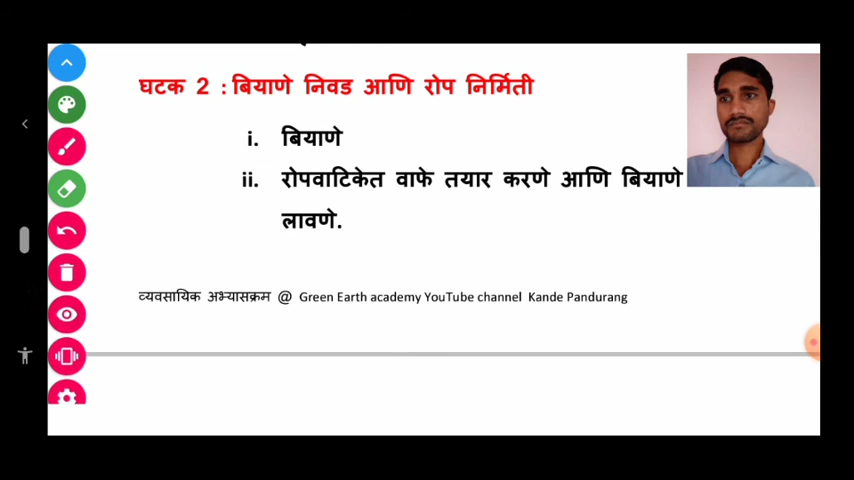 घटक 2 : बियाणे निवड आणि रोप निर्मिती
i. बियाणे
ii. रोपवाटिकेत वाफे तयार करणे आणि बियाणे
लावणे.
व्यवसायिक अभ्यासक्रम @ Green Earth academy YouTube channel Kande Pandurang